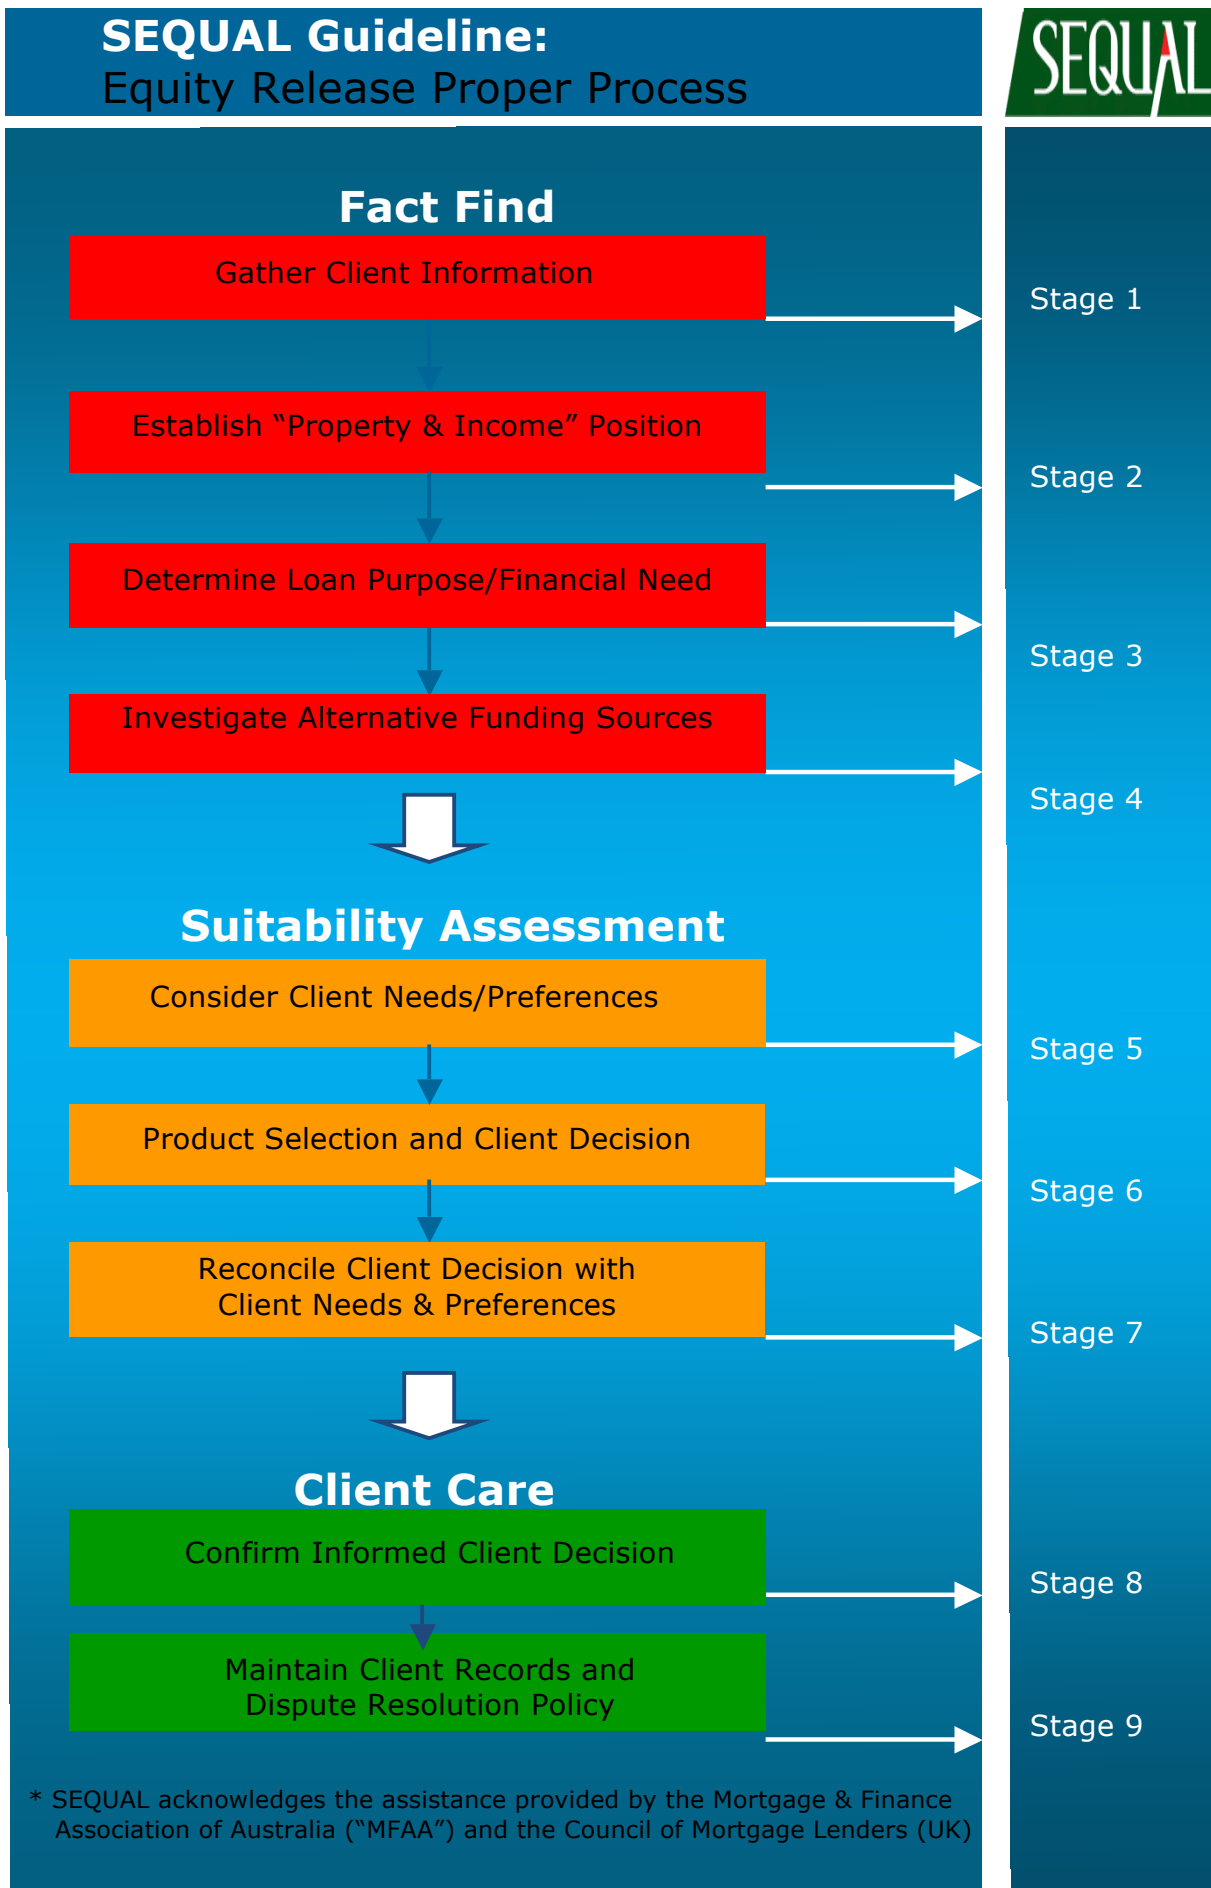 SEQUAL Guideline:
Equity Release Proper Process
SEQUAL
Fact Find
Gather Client Information
Stage 1
Establish “Property & Income” Position
Stage 2
Determine Loan Purpose/Financial Need
Stage 3
Investigate Alternative Funding Sources
Stage 4
Suitability Assessment
Consider Client Needs/Preferences
Stage 5
Product Selection and Client Decision
Stage 6
Reconcile Client Decision with
Client Needs & Preferences
Stage 7
Client Care
Confirm Informed Client Decision
Stage 8
Maintain Client Records and
Dispute Resolution Policy
Stage 9
* SEQUAL acknowledges the assistance provided by the Mortgage & Finance
Association of Australia (“MFAA”) and the Council of Mortgage Lenders (UK)